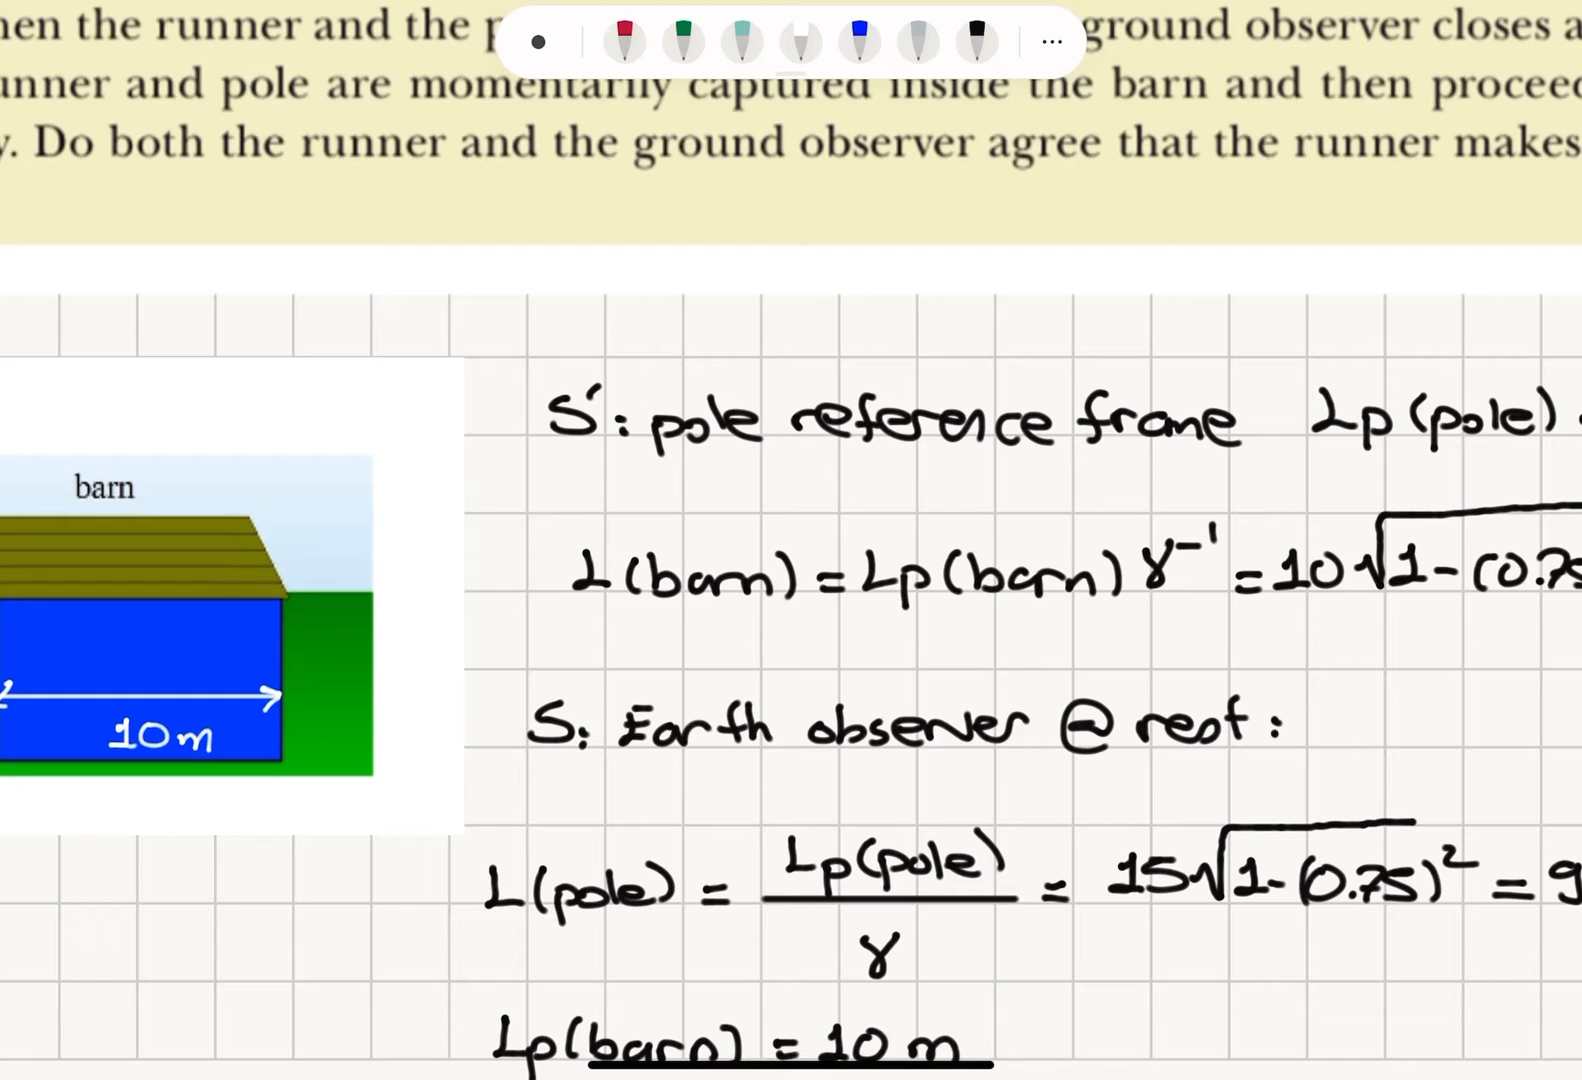 hen the runner and the ground observer closes a
unner and pole are momentarily captured inside the barn and then proceed
y. Do both the runner and the ground observer agree that the runner makes
S': pole reference frame Lp(pole)
barn
L(barn) = Lp(barn) γ⁻¹ = 10√1-(0.75
S: Earth observer @ rest:
10m
L(pole) = Lp(pole)/γ = 15√1-(0.75)² = 9
Lp(barn) = 10 m